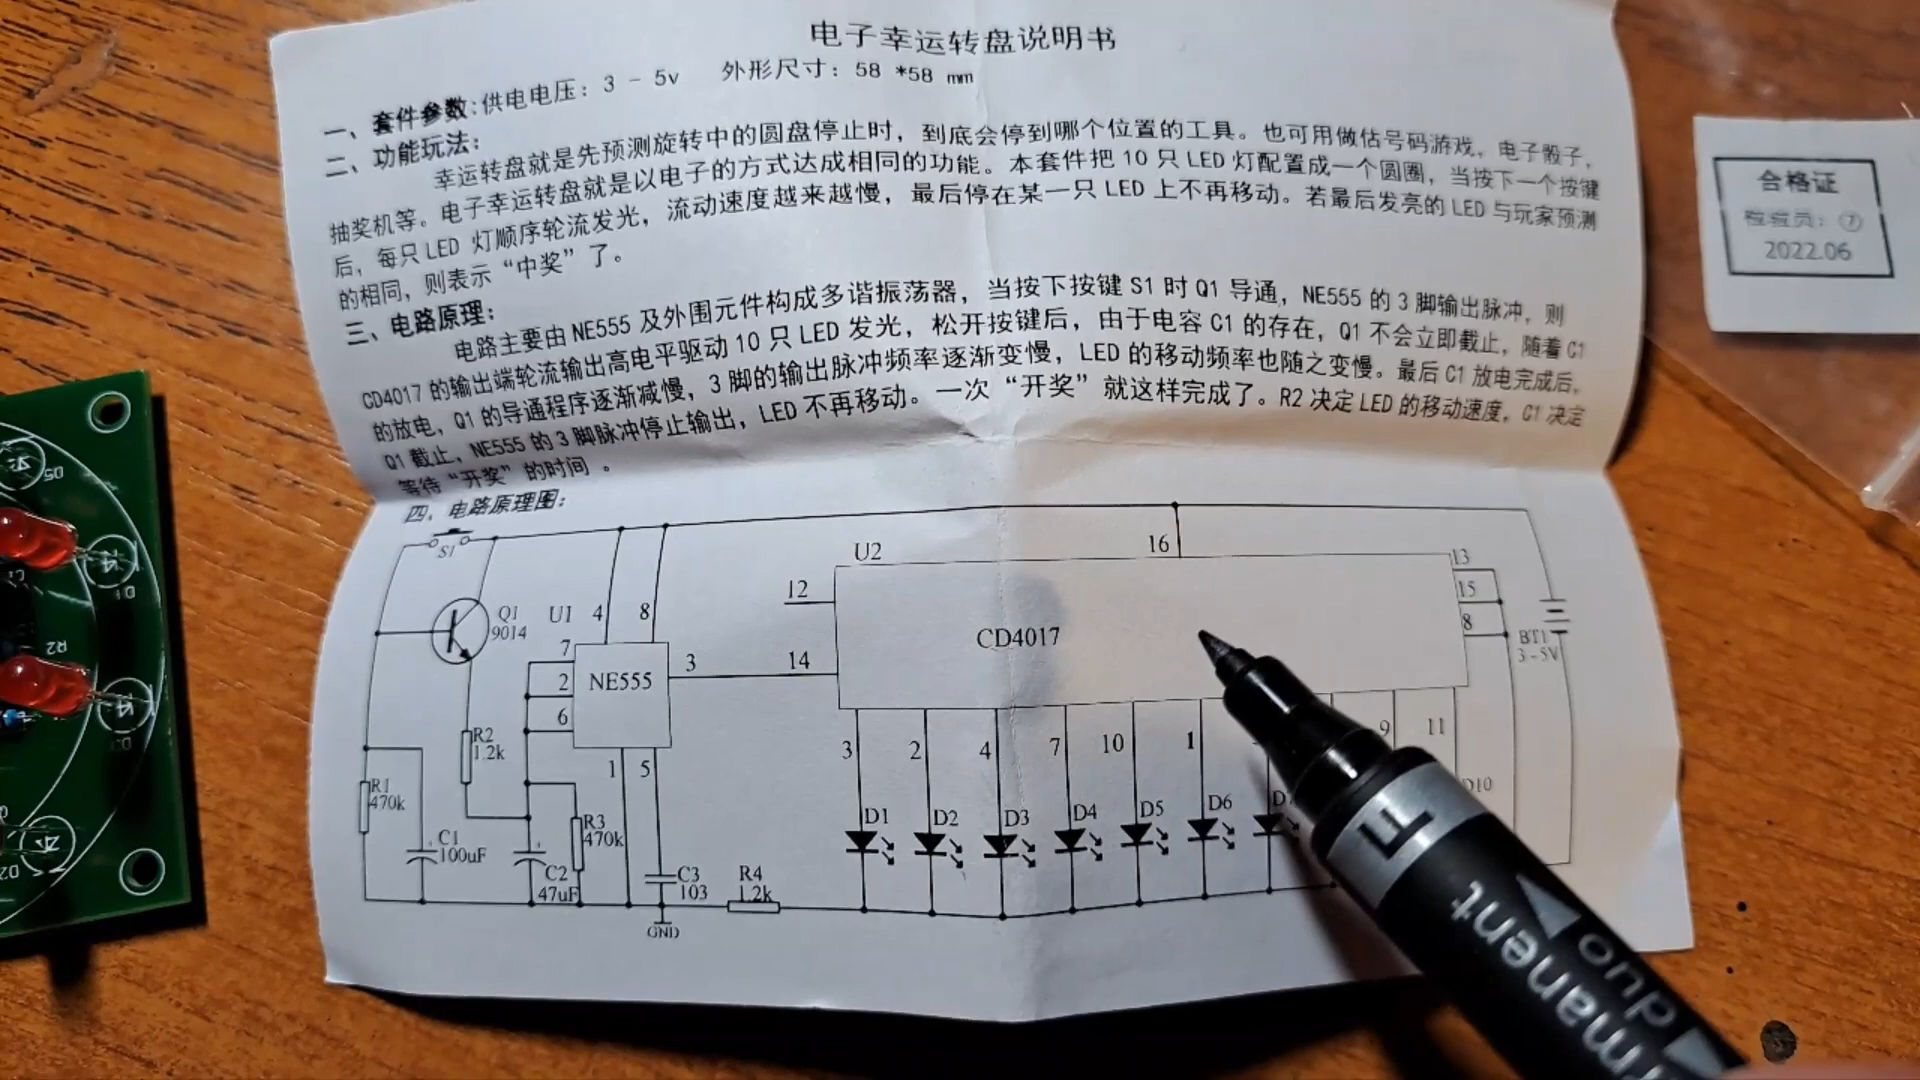 电子幸运转盘说明书
一、套件参数:供电电压：3 - 5v 外形尺寸：58 *58 mm
二、功能玩法：
幸运转盘就是先预测旋转中的圆盘停止时，到底会停到哪个位置的工具。也可用做估号码游戏，电子骰子，
抽奖机等。电子幸运转盘就是以电子的方式达成相同的功能。本套件把 10 只 LED 灯配置成一个圆圈，当按下一个按键
后，每只 LED 灯顺序轮流发光，流动速度越来越慢，最后停在某一只 LED 上不再移动。若最后发亮的 LED 与玩家预测
的相同，则表示“中奖”了。
三、电路原理：
电路主要由 NE555 及外围元件构成多谐振荡器，当按下按键 S1 时 Q1 导通，NE555 的 3 脚输出脉冲，则
CD4017 的输出端轮流输出高电平驱动 10 只 LED 发光，松开按键后，由于电容 C1 的存在，Q1 不会立即截止，随着 C1
的放电，Q1 的导通程序逐渐减慢，3 脚的输出脉冲频率逐渐变慢，LED 的移动频率也随之变慢。最后 C1 放电完成后，
Q1 截止，NE555 的 3 脚脉冲停止输出，LED 不再移动。一次“开奖”就这样完成了。R2 决定 LED 的移动速度，C1 决定
等待“开奖”的时间 。
四、电路原理图：
S1
Q1
9014
U1
4
8
7
2
6
NE555
3
1
5
R1
470k
C1
100uF
R2
1.2k
C2
47uF
R3
470k
C3
103
GND
R4
1.2k
U2
12
14
16
CD4017
13
15
8
BT1
3-5V
3
2
4
7
10
1
9
11
D1
D2
D3
D4
D5
D6
D7
D10
合格证
检验员：⑦
2022.06
D5
D1
R2
D3
D2
F
permanent
duo